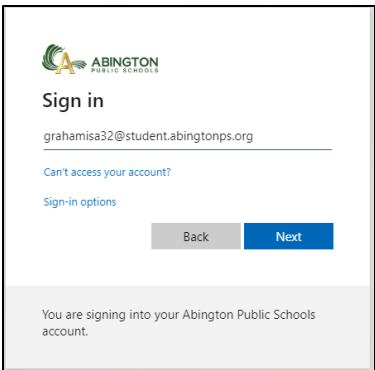 ABINGTON
PUBLIC SCHOOLS
Sign in
grahamisa32@student.abingtonps.org
Can't access your account?
Sign-in options
Back Next
You are signing into your Abington Public Schools
account.